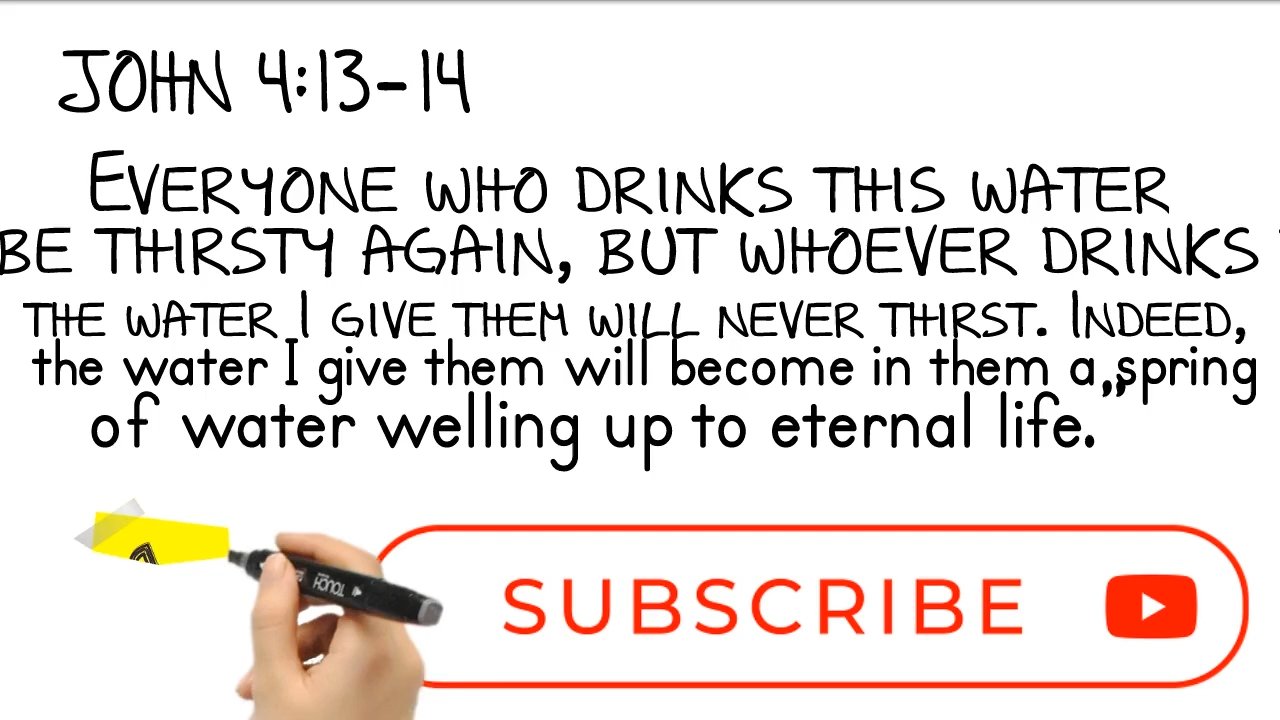 JOHN 4:13-14
EVERYONE WHO DRINKS THIS WATER
BE THIRSTY AGAIN, BUT WHOEVER DRINKS
THE WATER I GIVE THEM WILL NEVER THIRST. INDEED,
the water I give them will become in them a spring
of water welling up to eternal life.”
SUBSCRIBE
TOUCH